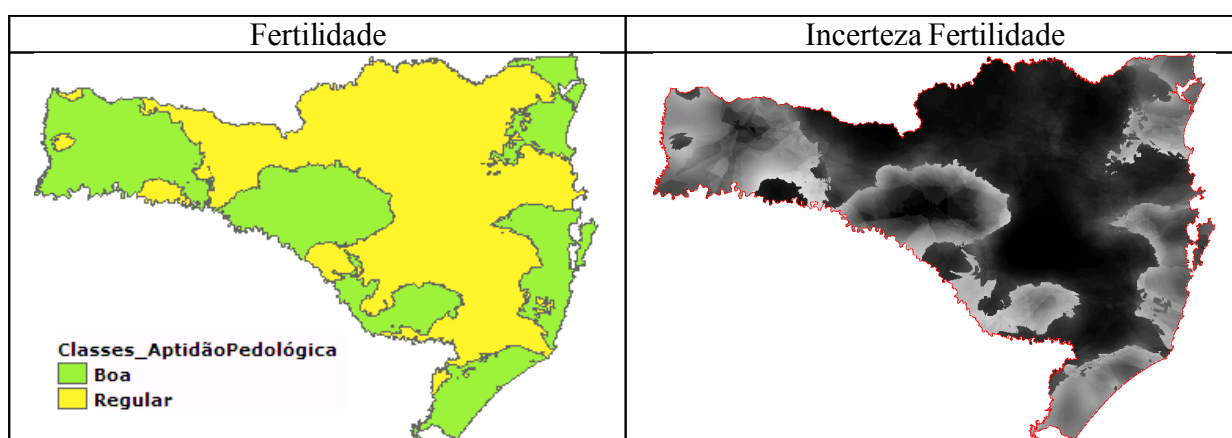 Fertilidade
Incerteza Fertilidade
Classes_AptidãoPedológica
Boa
Regular